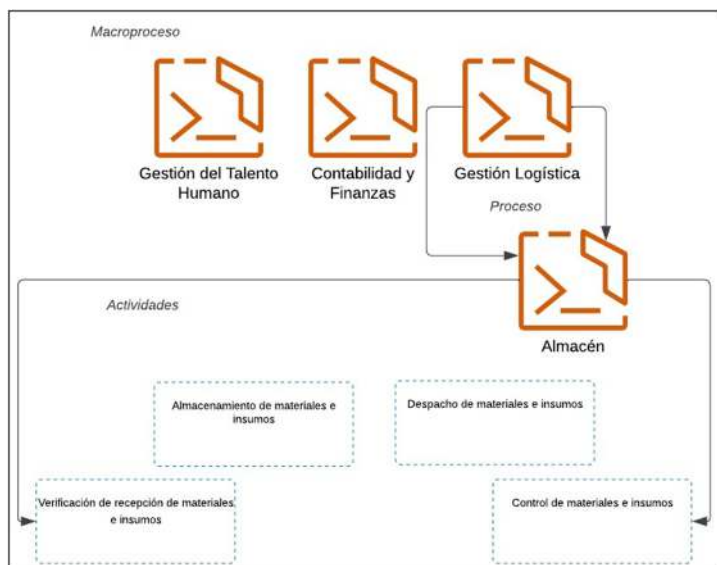 Macroproceso
Gestión del Talento
Humano
Contabilidad y
Finanzas
Gestión Logística
Proceso
Almacén
Actividades
Almacenamiento de materiales e
insumos
Despacho de materiales e insumos
Verificación de recepción de materiales
e insumos
Control de materiales e insumos